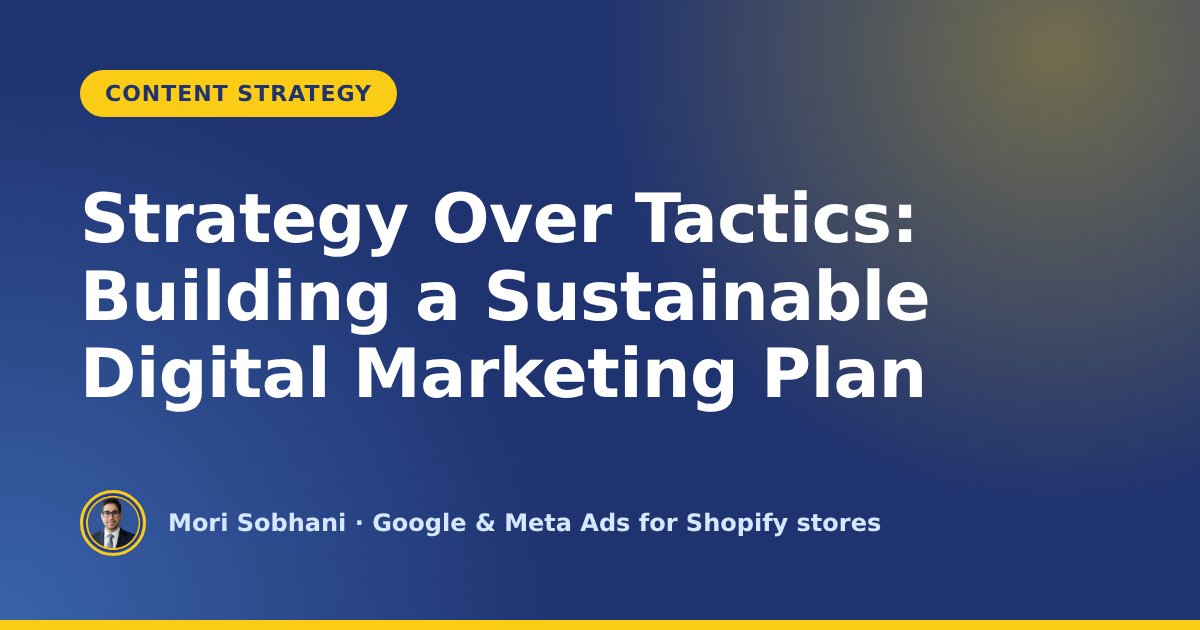 CONTENT STRATEGY
Strategy Over Tactics:
Building a Sustainable
Digital Marketing Plan
Mori Sobhani · Google & Meta Ads for Shopify stores